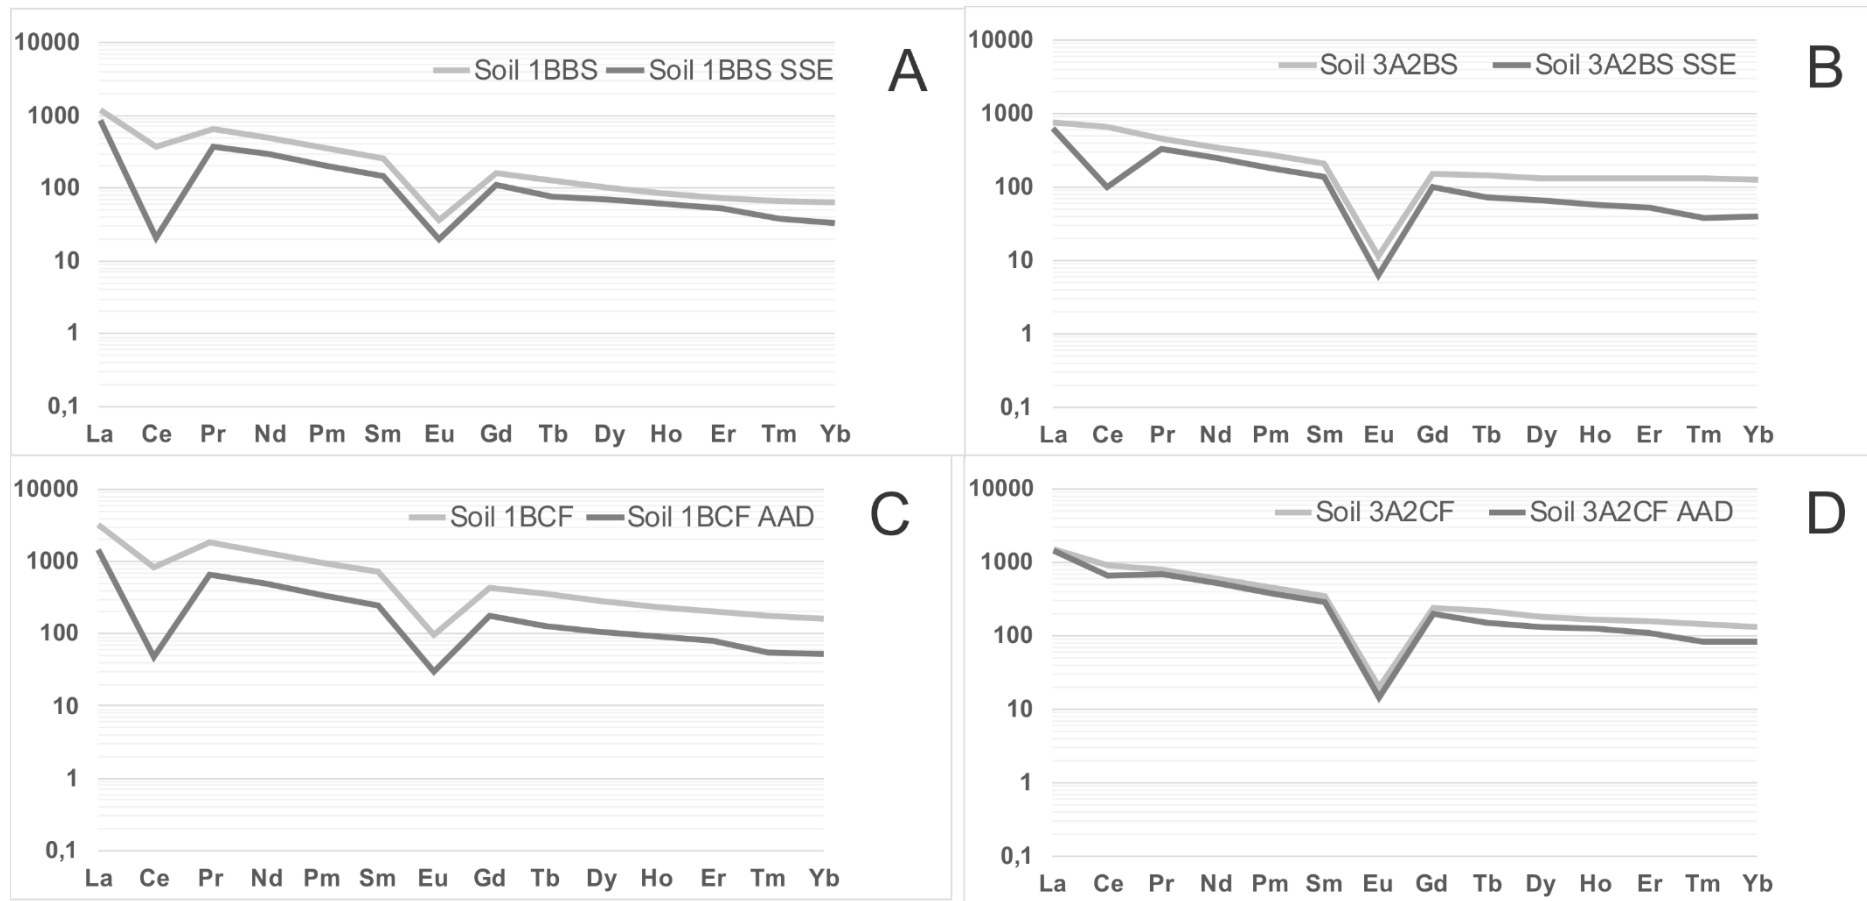 10000
1000
100
10
1
0,1
Soil 1BBS Soil 1BBS SSE
A
La Ce Pr Nd Pm Sm Eu Gd Tb Dy Ho Er Tm Yb
10000
1000
100
10
1
0,1
Soil 3A2BS Soil 3A2BS SSE
B
La Ce Pr Nd Pm Sm Eu Gd Tb Dy Ho Er Tm Yb
10000
1000
100
10
1
0,1
Soil 1BCF Soil 1BCF AAD
C
La Ce Pr Nd Pm Sm Eu Gd Tb Dy Ho Er Tm Yb
10000
1000
100
10
1
0,1
Soil 3A2CF Soil 3A2CF AAD
D
La Ce Pr Nd Pm Sm Eu Gd Tb Dy Ho Er Tm Yb